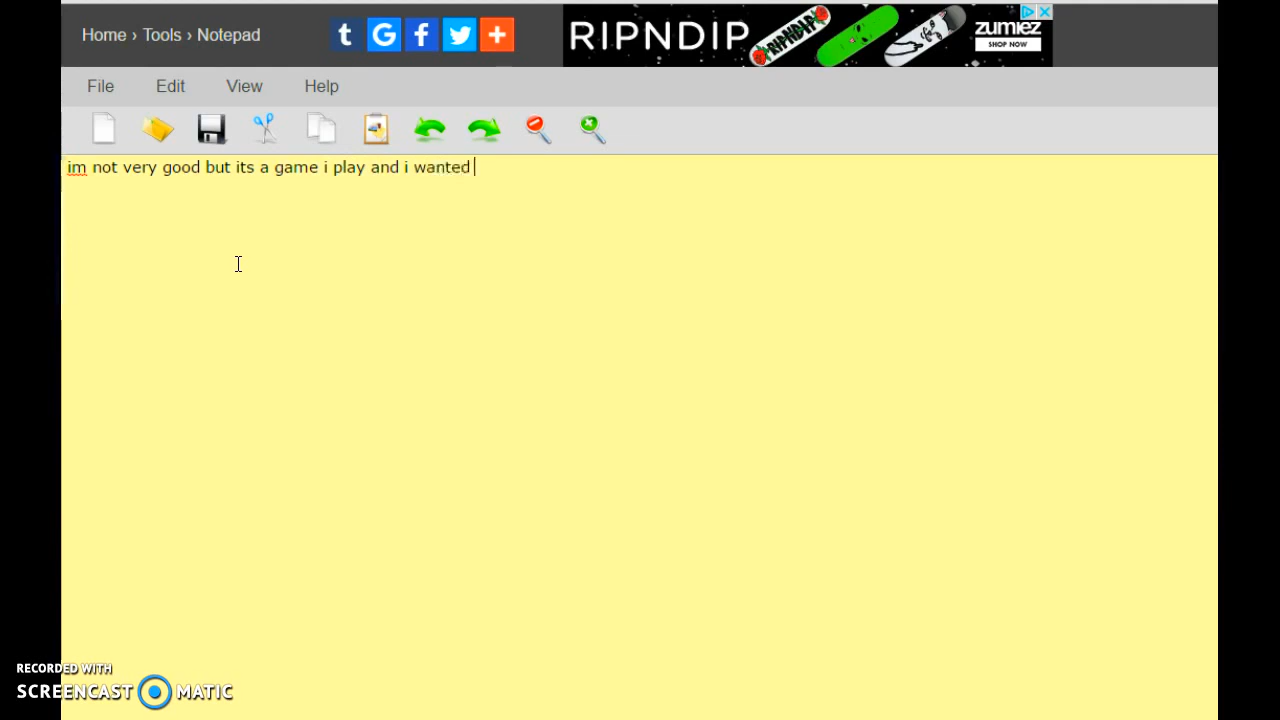 Home › Tools › Notepad
RIPNDIP
RIPNDIP
zumiez
SHOP NOW
File Edit View Help
im not very good but its a game i play and i wanted
RECORDED WITH
SCREENCAST MATIC